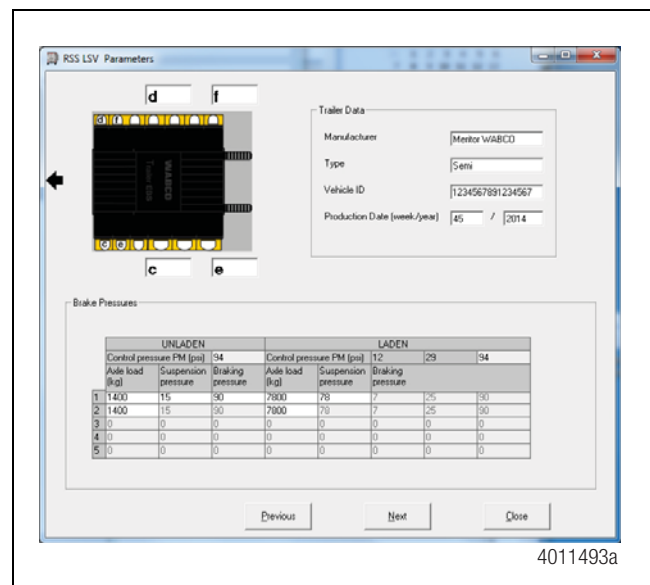 RSS LSV Parameters
d f
d f
WABCO
Trailer EBS
c e
c e
Trailer Data
Manufacturer Meritor WABCO
Type Semi
Vehicle ID 1234567891234567
Production Date (week/year) 45 / 2014
Brake Pressures
UNLADEN LADEN
Control pressure PM (psi) 94 Control pressure PM (psi) 12 29 94
Axle load (kg) Suspension pressure Braking pressure Axle load (kg) Suspension pressure Braking pressure
1 1400 15 90 7800 78 7 25 90
2 1400 15 90 7800 78 7 25 90
3 0 0 0 0 0 0 0 0
4 0 0 0 0 0 0 0 0
5 0 0 0 0 0 0 0 0
Previous Next Close
4011493a